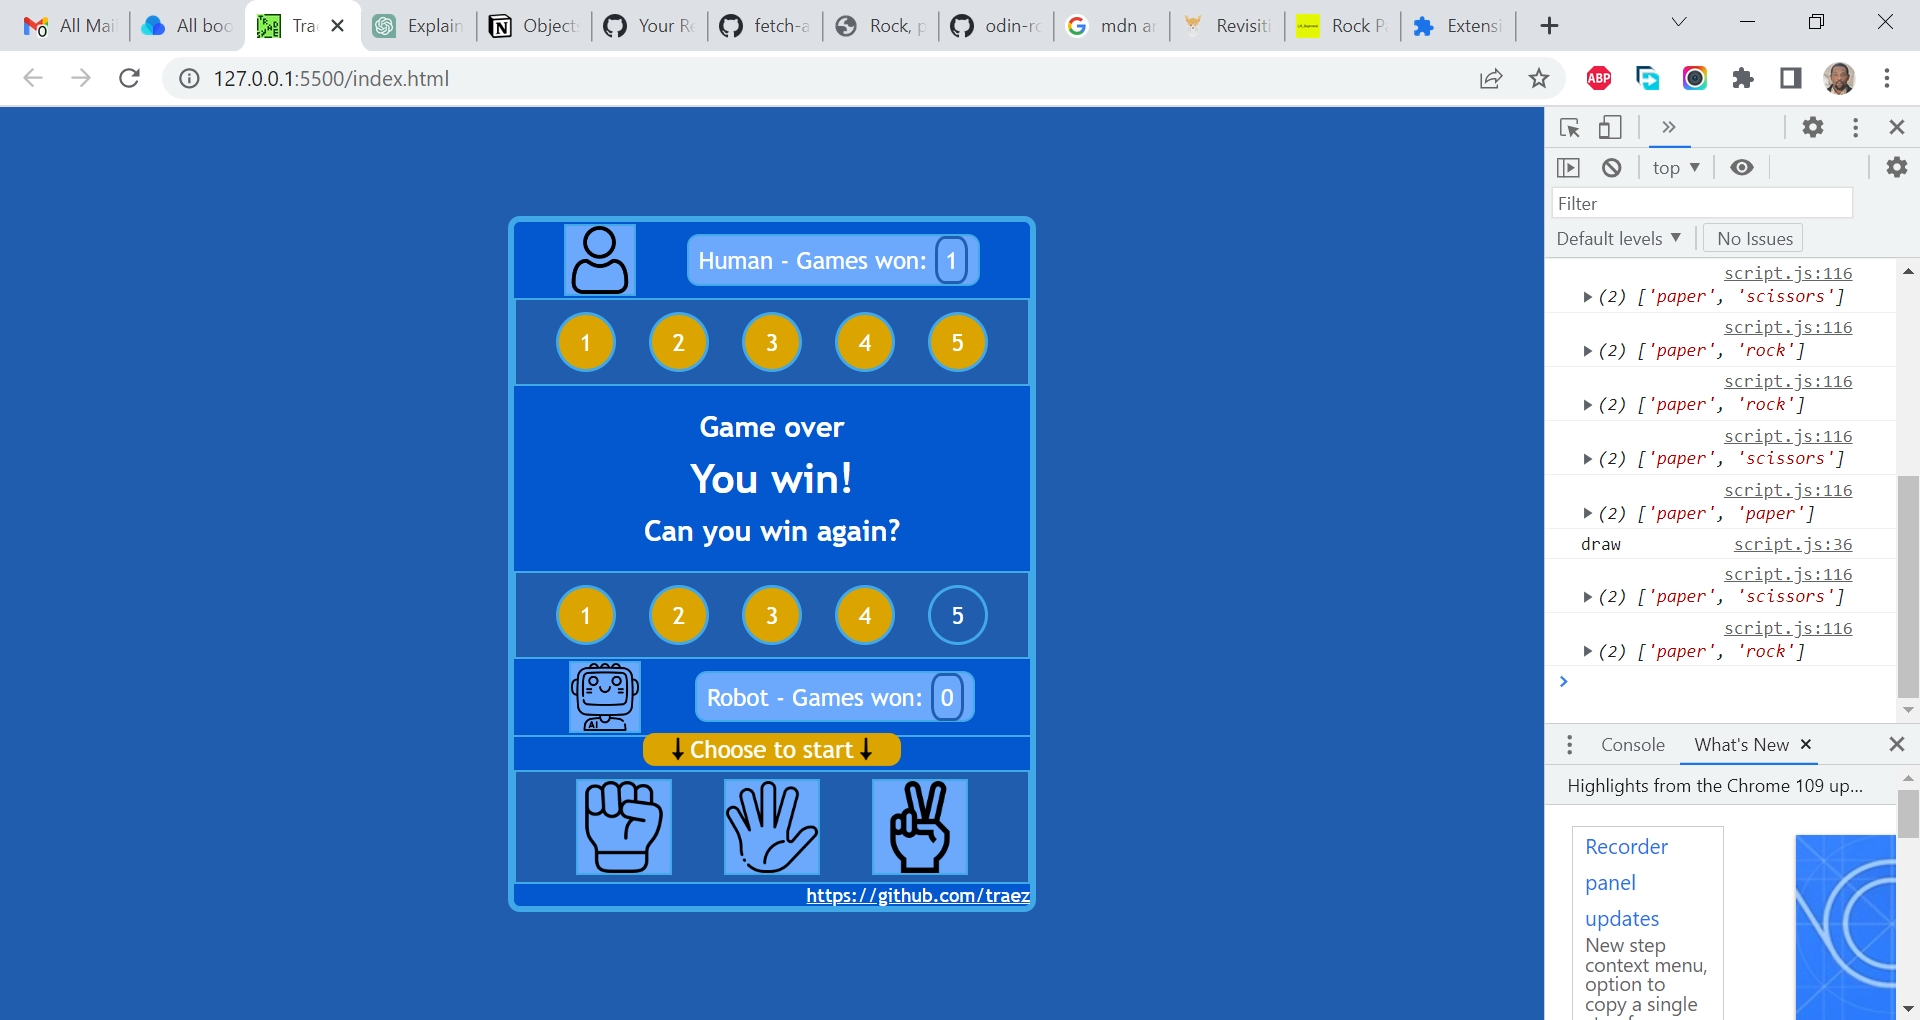 All Mai
All boo
Tra
Explain
Objects
Your Re
fetch-a
Rock, p
odin-ro
mdn ar
Revisiti
Rock Pa
Extensi
127.0.0.1:5500/index.html
ABP
top
Filter
Default levels
No Issues
Human - Games won: 1
1 2 3 4 5
Game over
You win!
Can you win again?
1 2 3 4 5
AI
Robot - Games won: 0
↓Choose to start↓
https://github.com/traez
script.js:116
(2) ['paper', 'scissors']
script.js:116
(2) ['paper', 'rock']
script.js:116
(2) ['paper', 'rock']
script.js:116
(2) ['paper', 'scissors']
script.js:116
(2) ['paper', 'paper']
draw script.js:36
script.js:116
(2) ['paper', 'scissors']
script.js:116
(2) ['paper', 'rock']
Console
What's New
Highlights from the Chrome 109 up...
Recorder
panel
updates
New step
context menu,
option to
copy a single